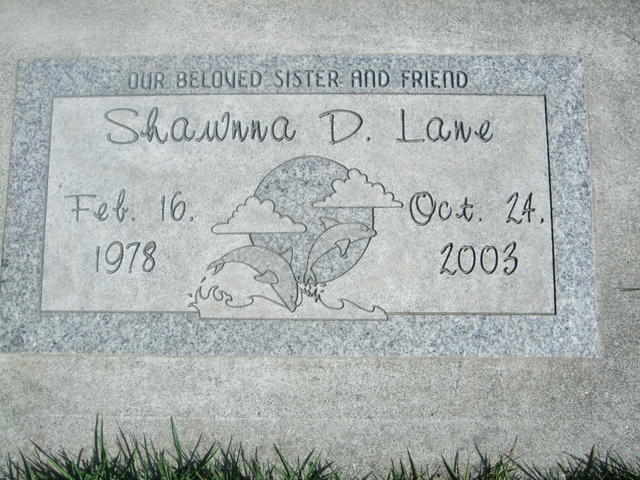 OUR BELOVED SISTER AND FRIEND
Shawnna D. Lane
Feb. 16, 1978
Oct. 24, 2003